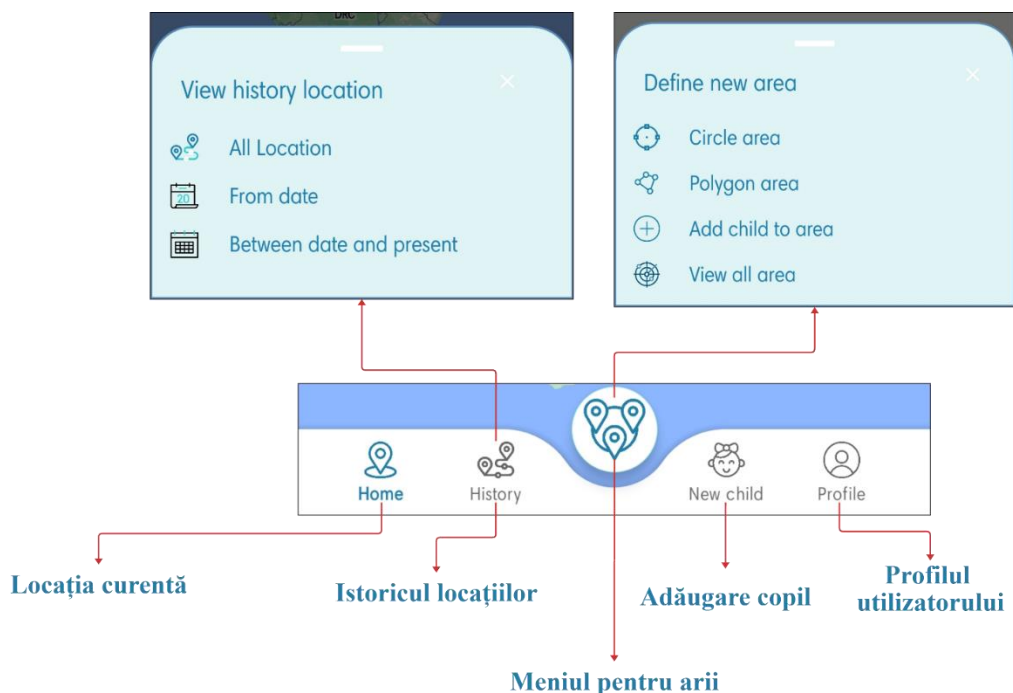 DRC
View history location
All Location
20
From date
Between date and present
Define new area
Circle area
Polygon area
Add child to area
View all area
Home
History
New child
Profile
Locația curentă
Istoricul locațiilor
Adăugare copil
Profilul
utilizatorului
Meniul pentru arii